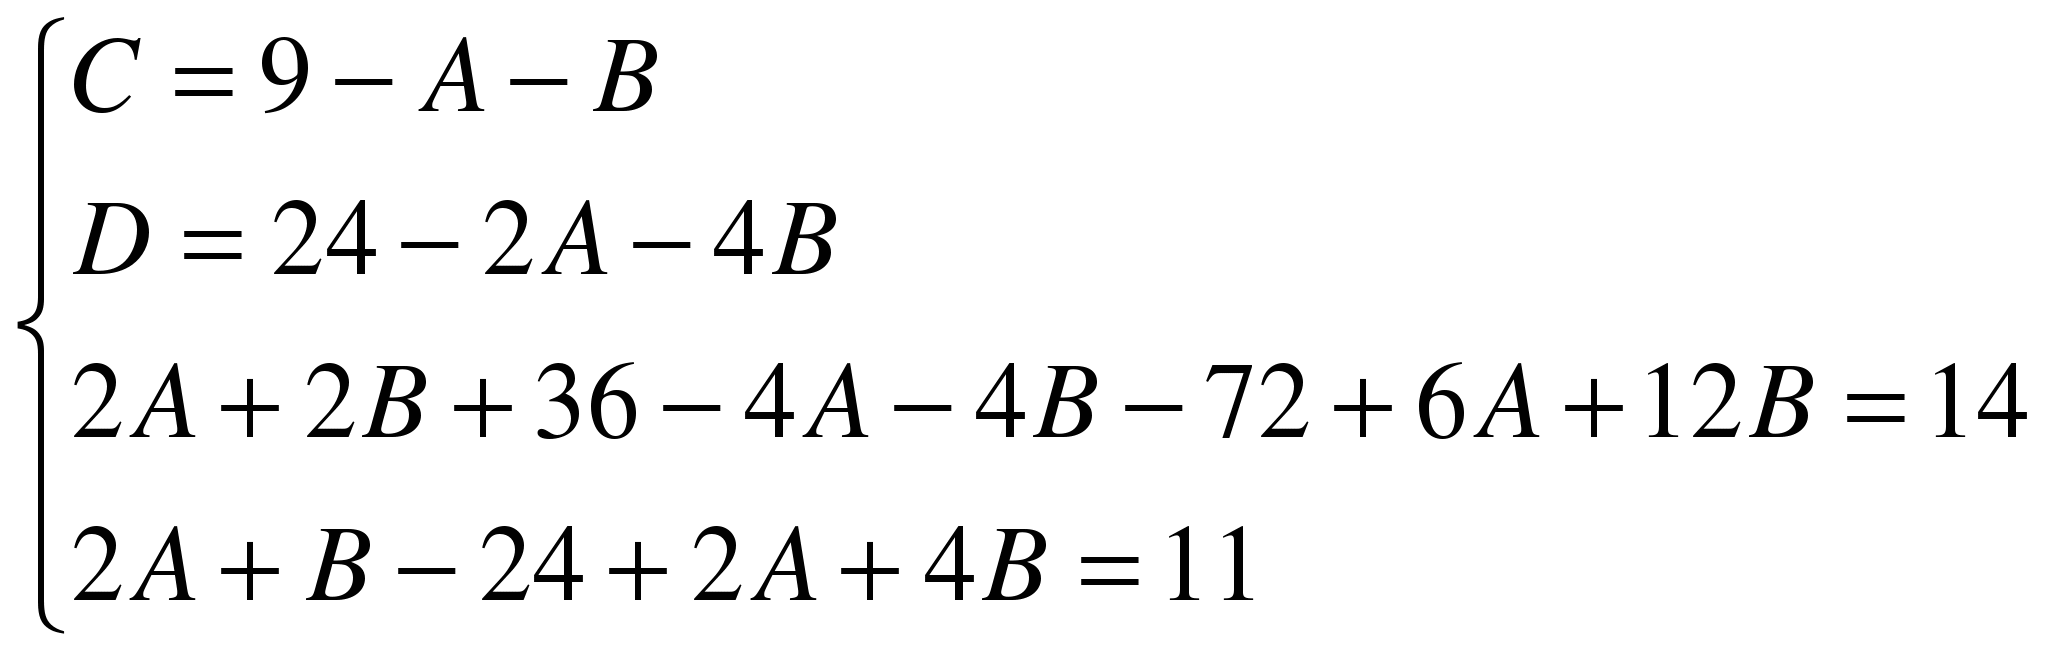 C = 9 − A − B
D = 24 − 2A − 4B
2A + 2B + 36 − 4A − 4B − 72 + 6A + 12B = 14
2A + B − 24 + 2A + 4B = 11